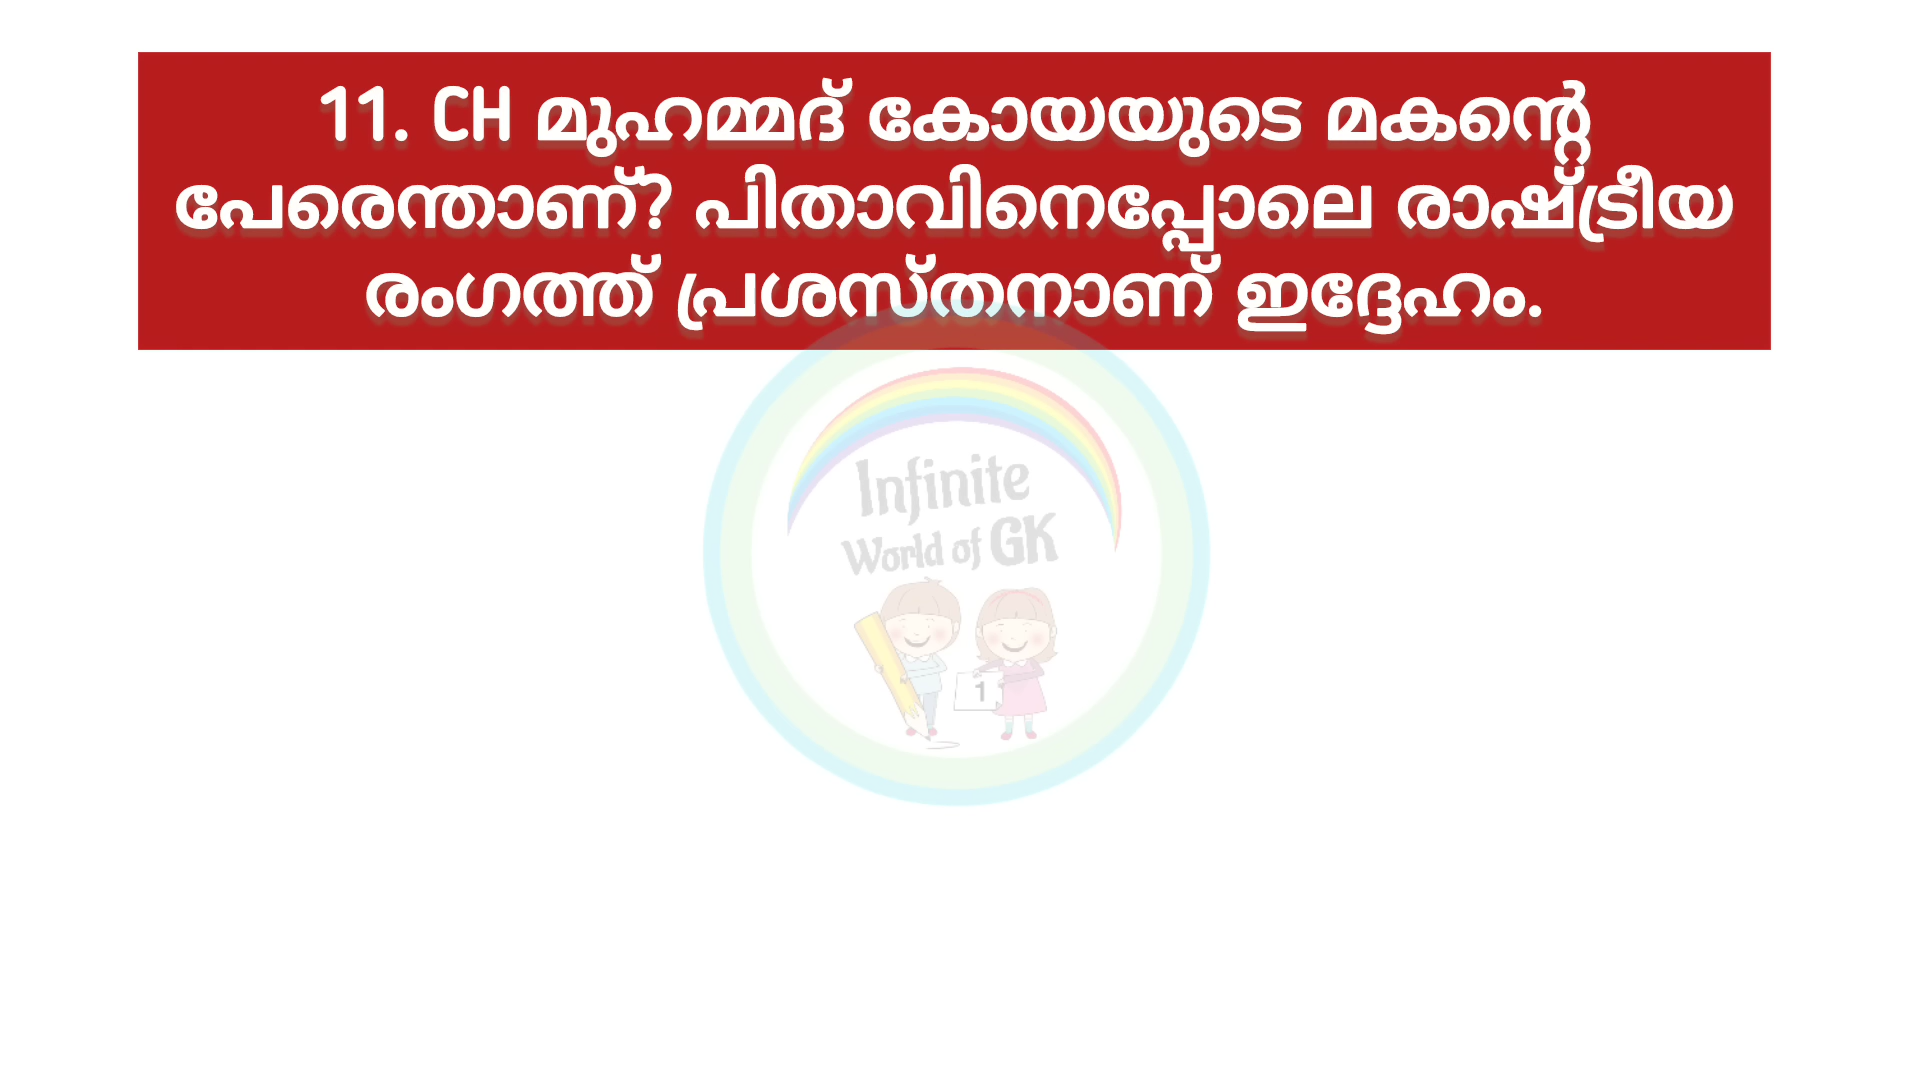 11. CH മുഹമ്മദ് കോയയുടെ മകന്റെ
പേരെന്താണ്? പിതാവിനെപ്പോലെ രാഷ്ട്രീയ
രംഗത്ത് പ്രശസ്തനാണ് ഇദ്ദേഹം.
Infinite
World of GK
1